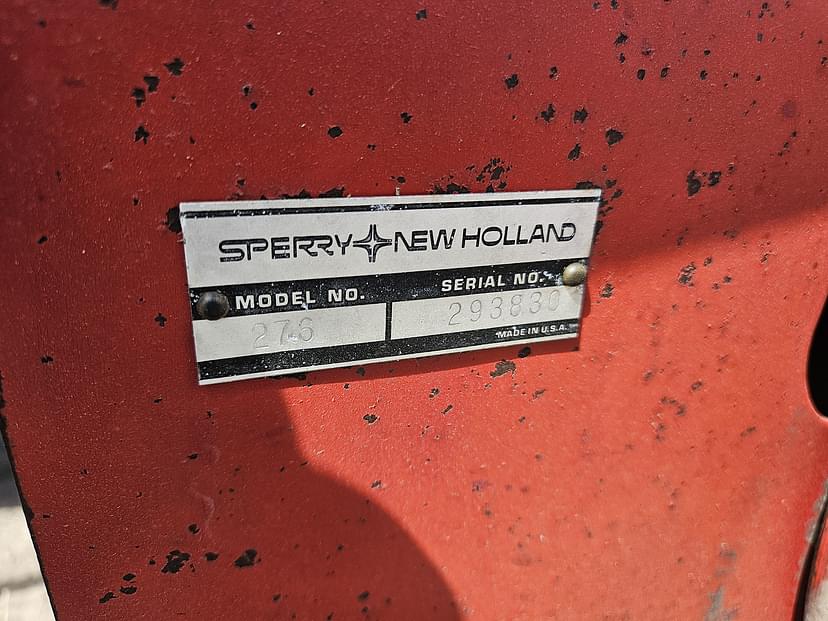 SPERRY NEW HOLLAND
MODEL NO. SERIAL NO.
276 293830
MADE IN U.S.A.